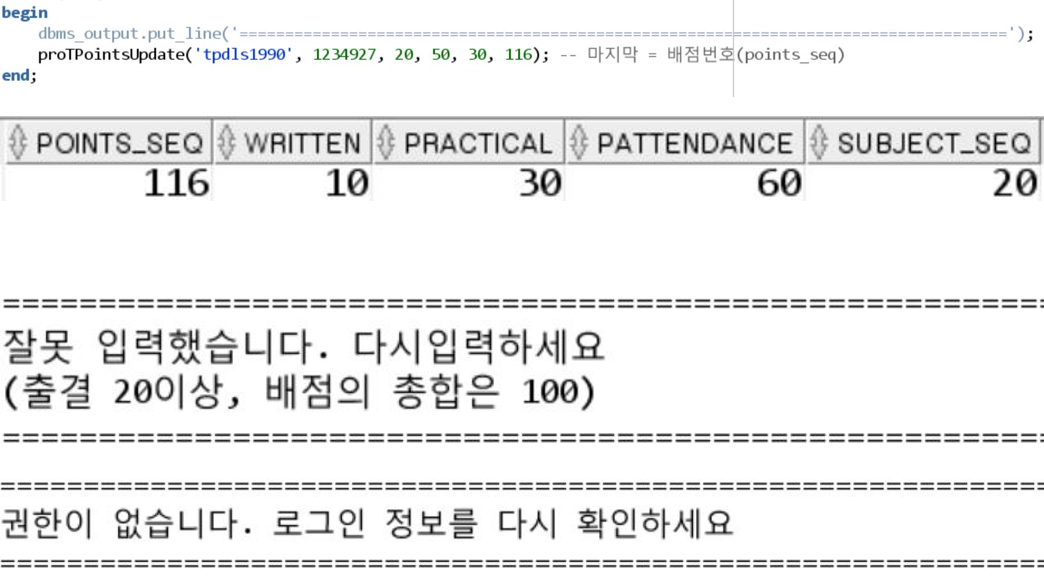 begin
dbms_output.put_line('====================================================================================');
proTPointsUpdate('tpdls1990', 1234927, 20, 50, 30, 116); -- 마지막 = 배점번호(points_seq)
end;
POINTS_SEQ WRITTEN PRACTICAL PATTENDANCE SUBJECT_SEQ
116 10 30 60 20
=======================================================
잘못 입력했습니다. 다시입력하세요
(출결 20이상, 배점의 총합은 100)
=======================================================
=============================================================
권한이 없습니다. 로그인 정보를 다시 확인하세요
=============================================================